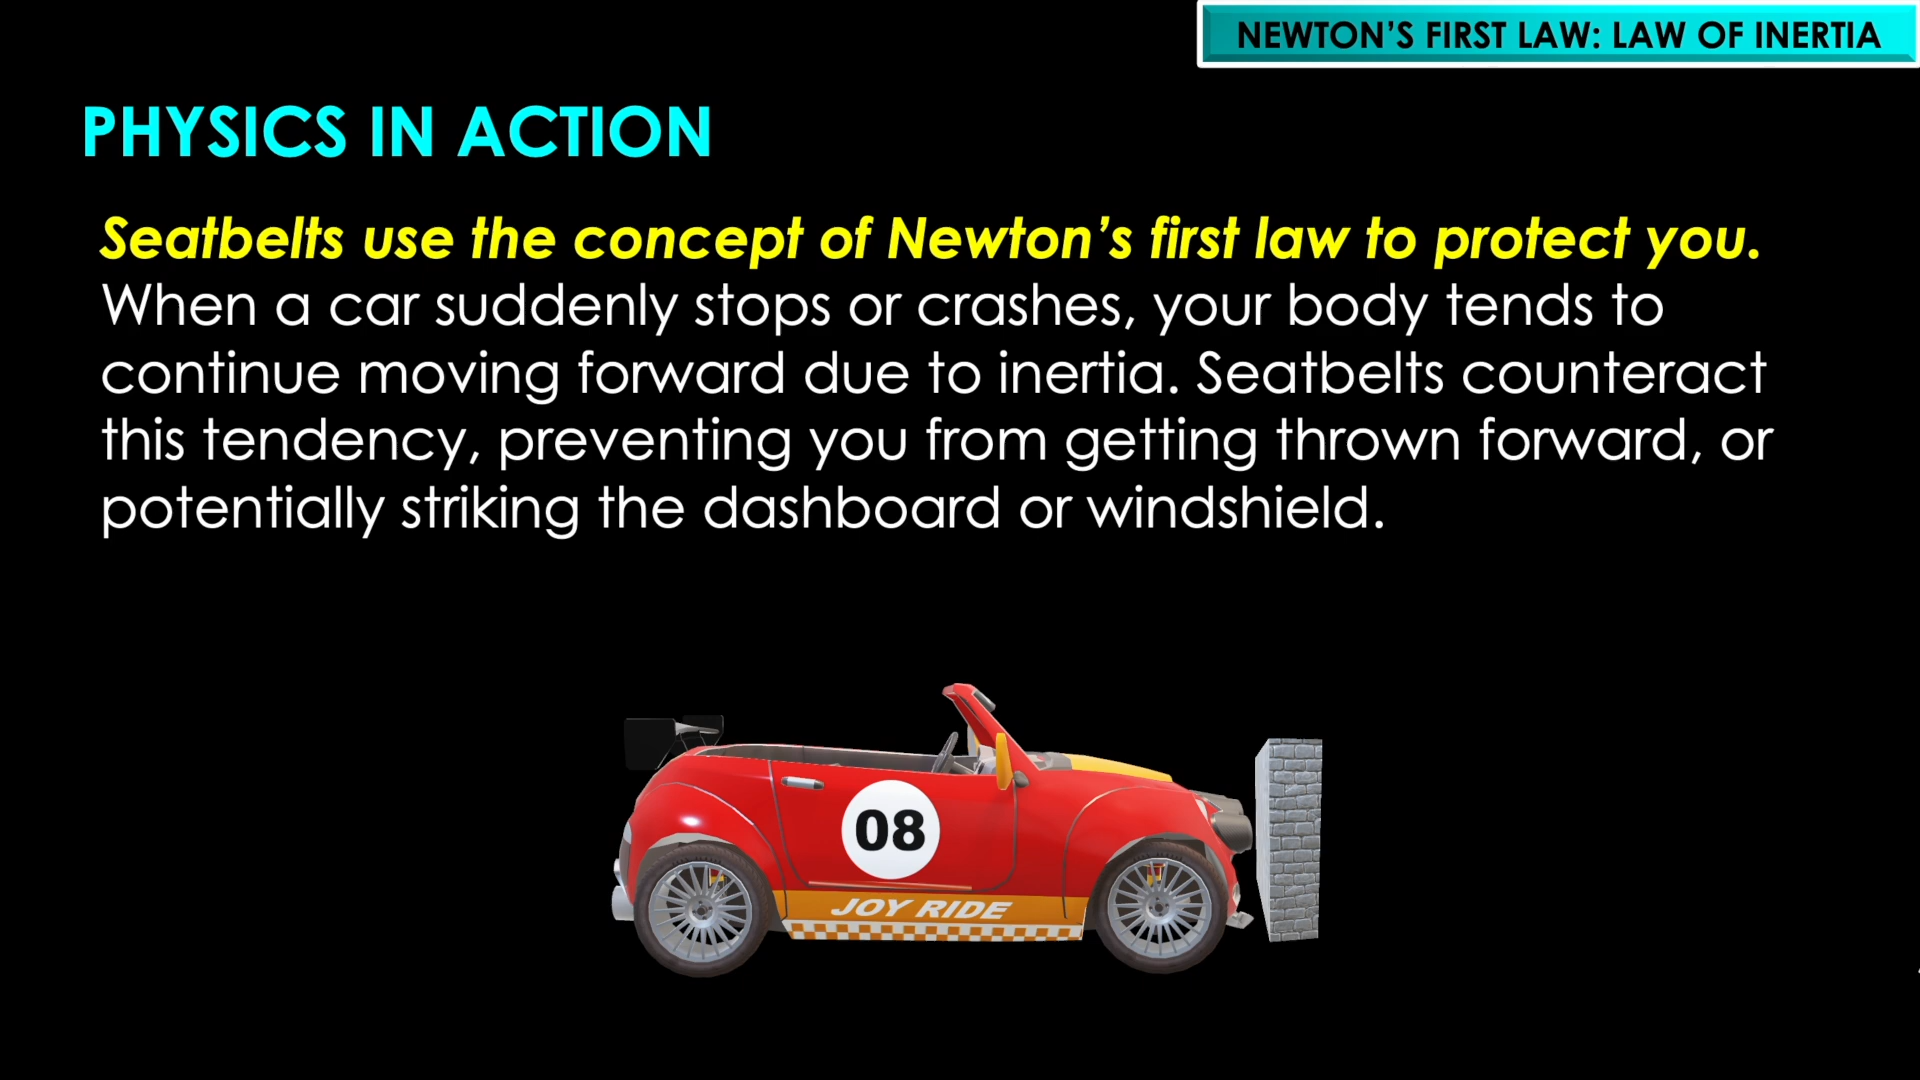 NEWTON’S FIRST LAW: LAW OF INERTIA
PHYSICS IN ACTION
Seatbelts use the concept of Newton’s first law to protect you.
When a car suddenly stops or crashes, your body tends to
continue moving forward due to inertia. Seatbelts counteract
this tendency, preventing you from getting thrown forward, or
potentially striking the dashboard or windshield.
08
JOY RIDE